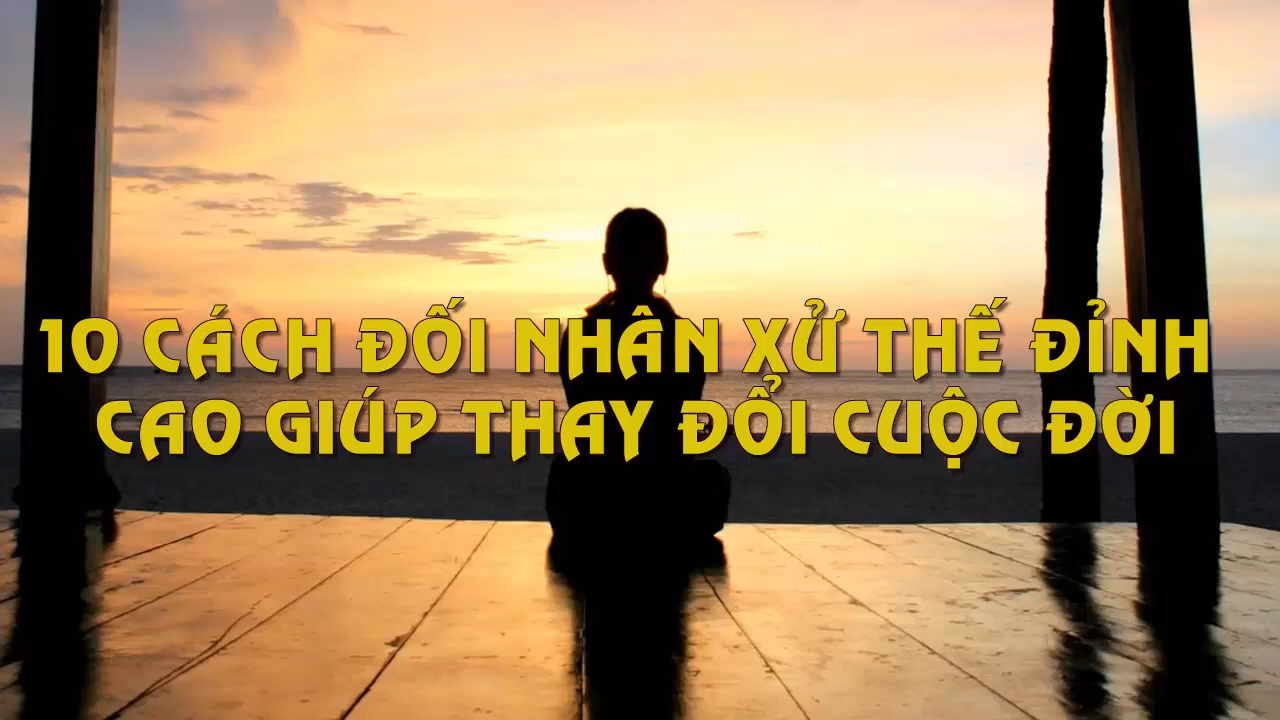 10 CÁCH ĐỐI NHÂN XỬ THẾ ĐỈNH
CAO GIÚP THAY ĐỔI CUỘC ĐỜI